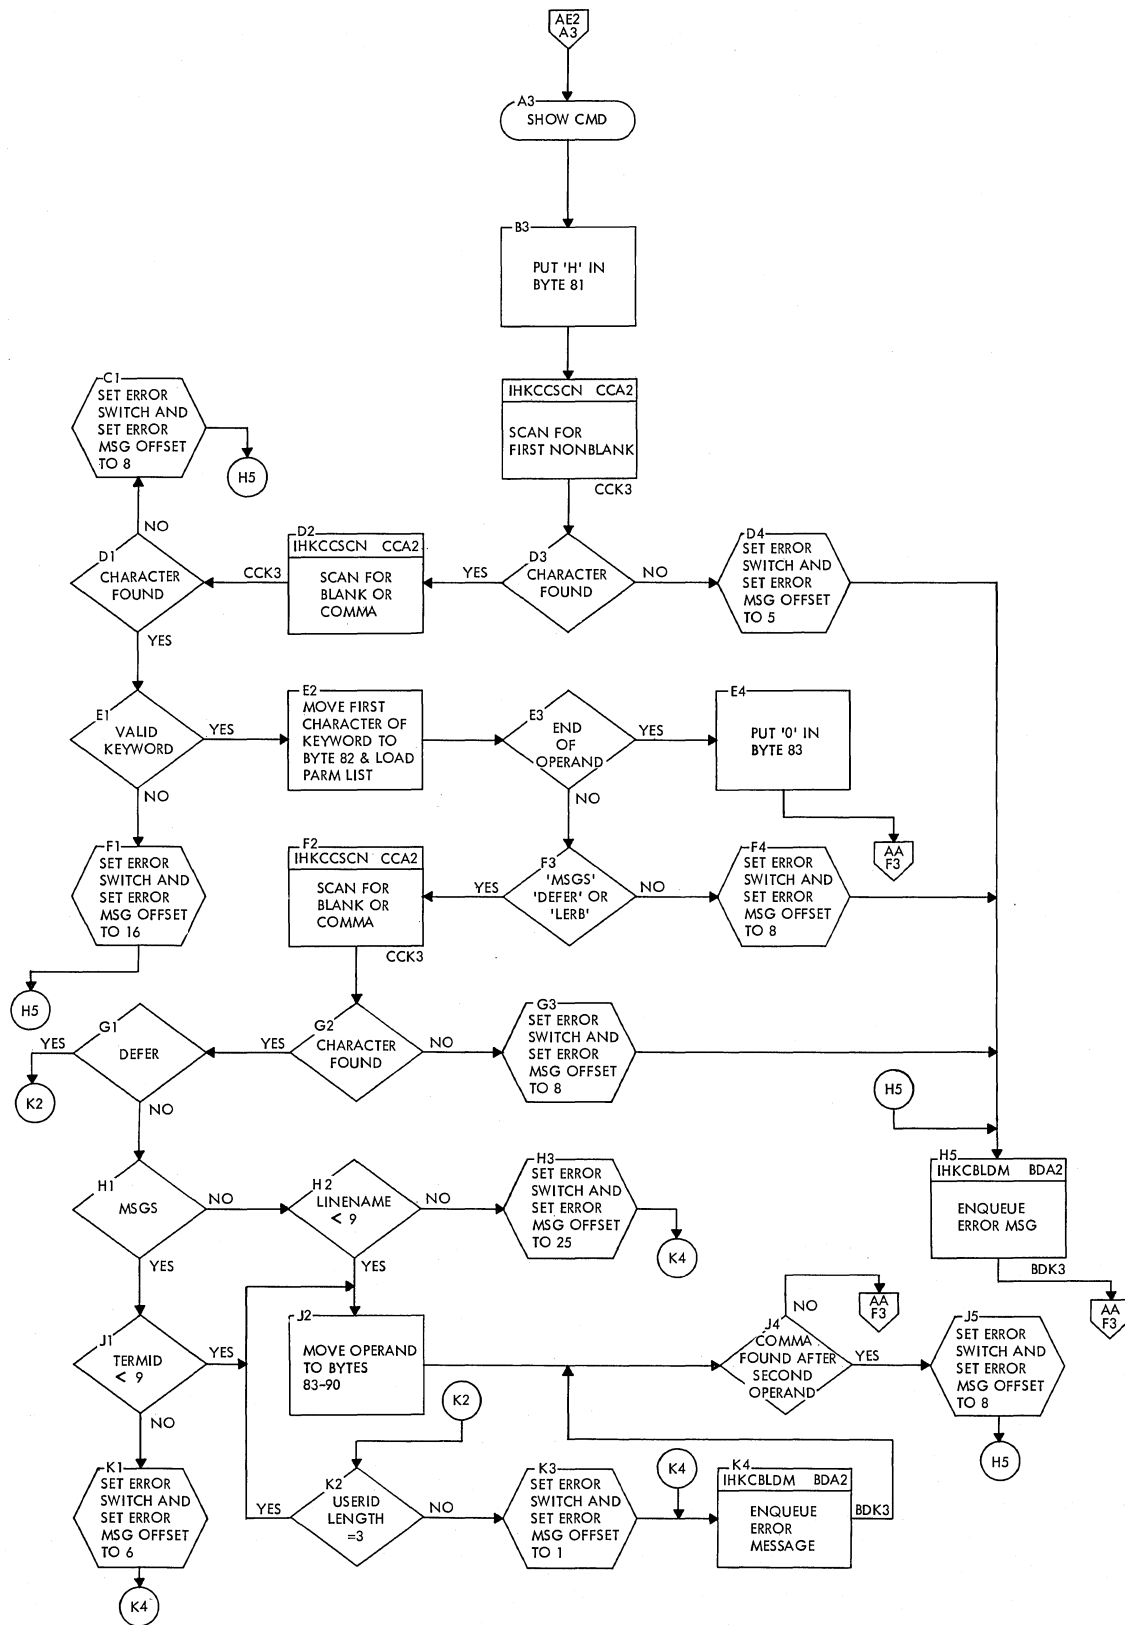 AE2
A3
A3
SHOW CMD
B3
PUT 'H' IN
BYTE 81
C1
SET ERROR
SWITCH AND
SET ERROR
MSG OFFSET
TO 8
H5
IHKCCSCN CCA2
SCAN FOR
FIRST NONBLANK
CCK3
NO
D1
CHARACTER
FOUND
YES
CCK3
D2
IHKCCSCN CCA2
SCAN FOR
BLANK OR
COMMA
YES
D3
CHARACTER
FOUND
NO
D4
SET ERROR
SWITCH AND
SET ERROR
MSG OFFSET
TO 5
E1
VALID
KEYWORD
YES
NO
E2
MOVE FIRST
CHARACTER OF
KEYWORD TO
BYTE 82 & LOAD
PARM LIST
E3
END
OF
OPERAND
YES
NO
E4
PUT '0' IN
BYTE 83
AA
F3
F1
SET ERROR
SWITCH AND
SET ERROR
MSG OFFSET
TO 16
H5
F2
IHKCCSCN CCA2
SCAN FOR
BLANK OR
COMMA
CCK3
YES
F3
'MSGS'
'DEFER' OR
'LERB'
NO
F4
SET ERROR
SWITCH AND
SET ERROR
MSG OFFSET
TO 8
YES
K2
G1
DEFER
NO
YES
G2
CHARACTER
FOUND
NO
G3
SET ERROR
SWITCH AND
SET ERROR
MSG OFFSET
TO 8
H5
H1
MSGS
NO
YES
H2
LINENAME
< 9
NO
YES
H3
SET ERROR
SWITCH AND
SET ERROR
MSG OFFSET
TO 25
K4
H5
IHKCBLDM BDA2
ENQUEUE
ERROR MSG
BDK3
AA
F3
J1
TERMID
< 9
YES
NO
J2
MOVE OPERAND
TO BYTES
83-90
NO
AA
F3
J4
COMMA
FOUND AFTER
SECOND
OPERAND
YES
J5
SET ERROR
SWITCH AND
SET ERROR
MSG OFFSET
TO 8
H5
K1
SET ERROR
SWITCH AND
SET ERROR
MSG OFFSET
TO 6
K4
K2
YES
K2
USERID
LENGTH
=3
NO
K3
SET ERROR
SWITCH AND
SET ERROR
MSG OFFSET
TO 1
K4
K4
IHKCBLDM BDA2
ENQUEUE
ERROR
MESSAGE
BDK3